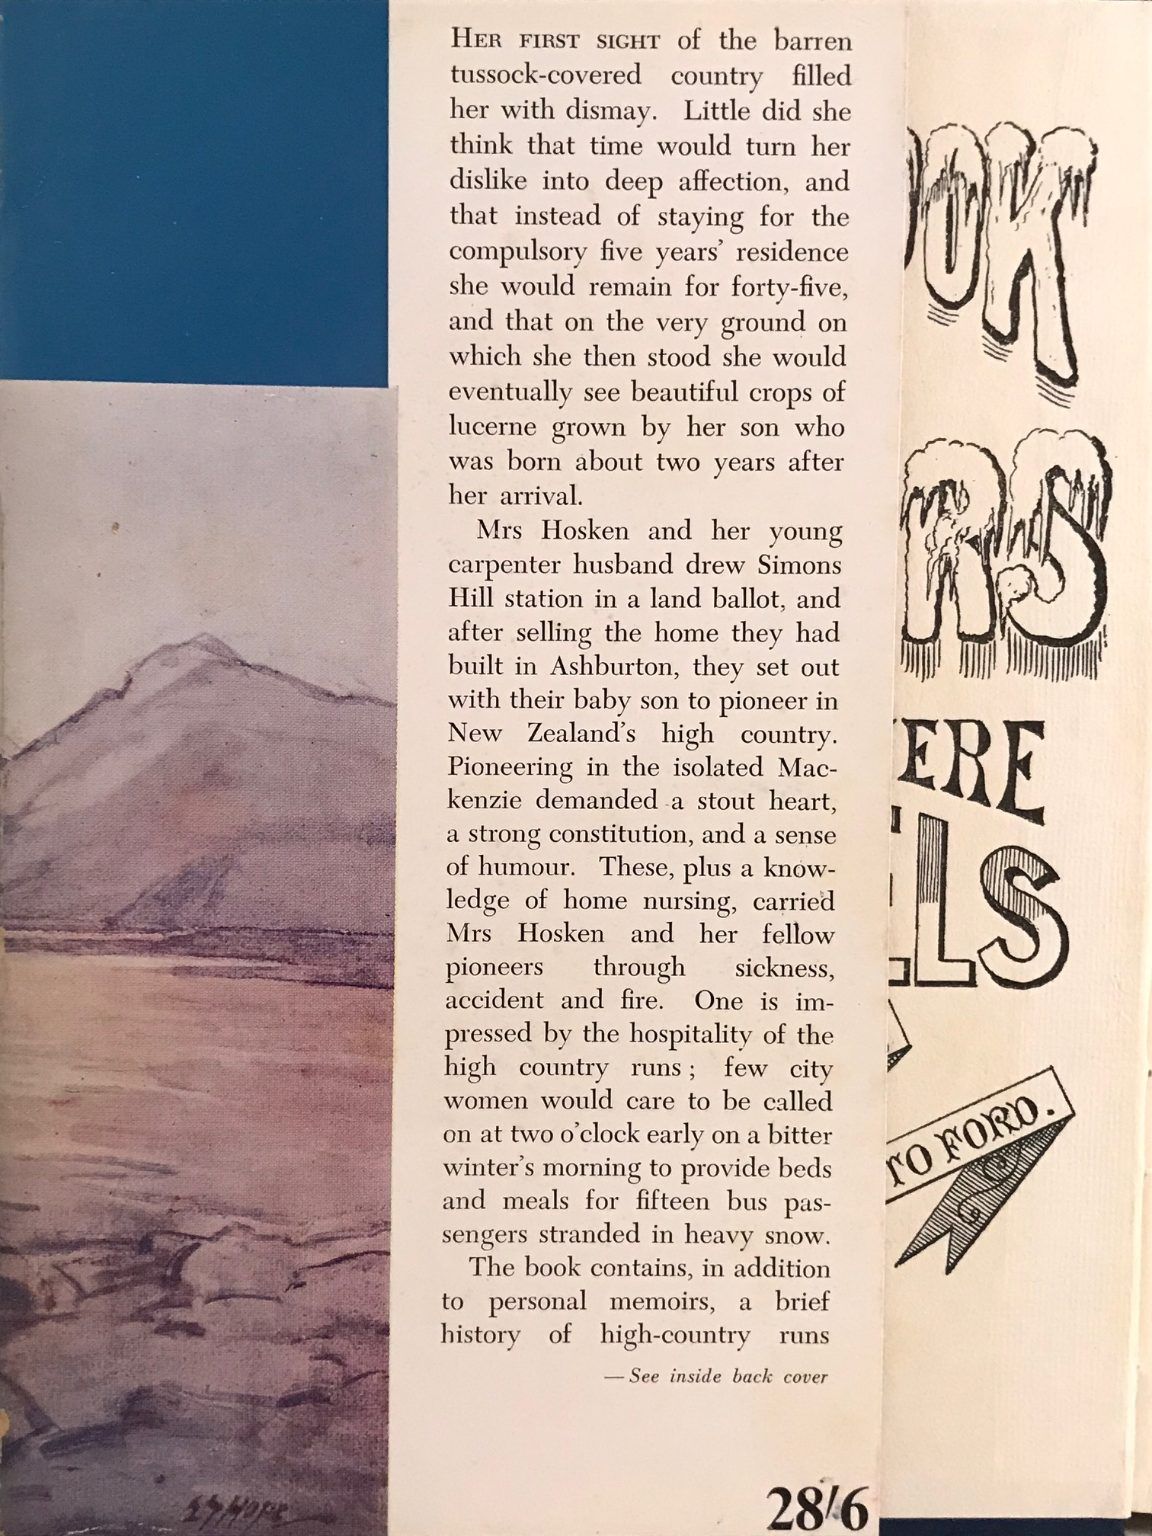 HER FIRST SIGHT of the barren
tussock-covered country filled
her with dismay. Little did she
think that time would turn her
dislike into deep affection, and
that instead of staying for the
compulsory five years' residence
she would remain for forty-five,
and that on the very ground on
which she then stood she would
eventually see beautiful crops of
lucerne grown by her son who
was born about two years after
her arrival.
Mrs Hosken and her young
carpenter husband drew Simons
Hill station in a land ballot, and
after selling the home they had
built in Ashburton, they set out
with their baby son to pioneer in
New Zealand's high country.
Pioneering in the isolated Mac-
kenzie demanded a stout heart,
a strong constitution, and a sense
of humour. These, plus a know-
ledge of home nursing, carried
Mrs Hosken and her fellow
pioneers through sickness,
accident and fire. One is im-
pressed by the hospitality of the
high country runs; few city
women would care to be called
on at two o'clock early on a bitter
winter's morning to provide beds
and meals for fifteen bus pas-
sengers stranded in heavy snow.
The book contains, in addition
to personal memoirs, a brief
history of high-country runs
— See inside back cover
28/6
OOK
RS
ERE
LS
TO FORD.